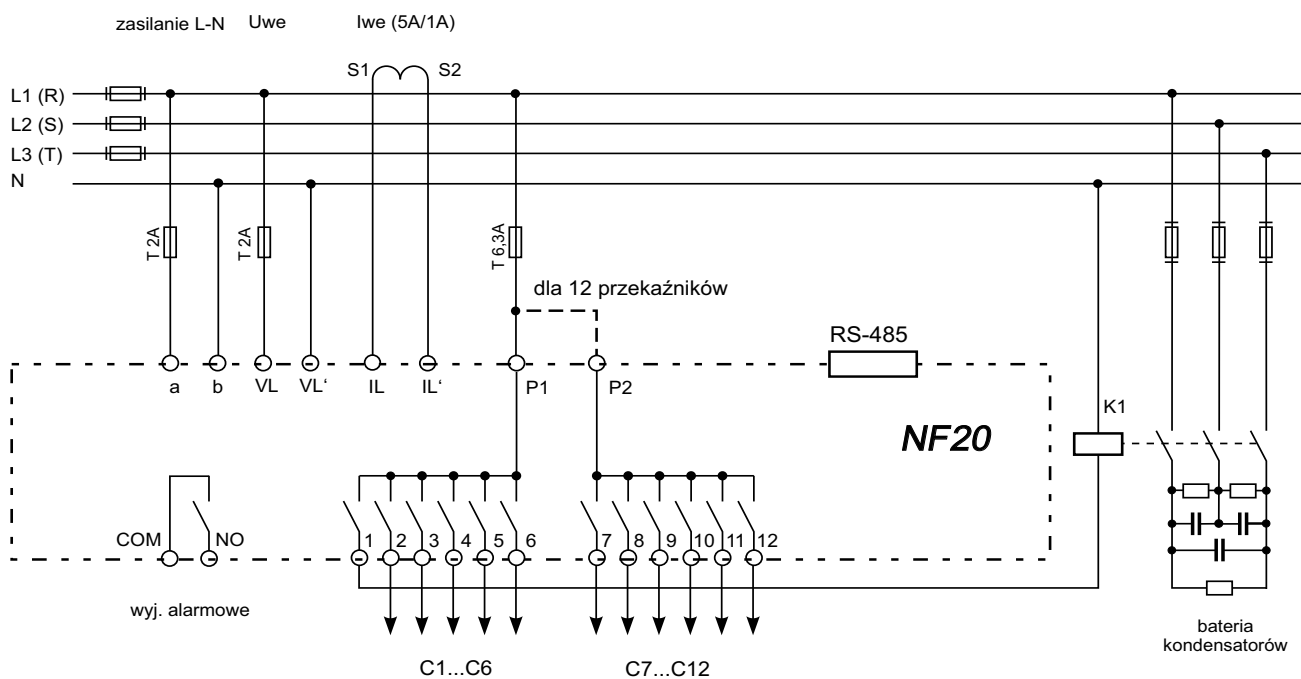 zasilanie L-N Uwe Iwe (5A/1A)
S1 S2
L1 (R)
L2 (S)
L3 (T)
N
T 2A T 2A T 6,3A
dla 12 przekaźników
RS-485
a b VL VL‘ IL IL‘ P1 P2
K1
NF20
COM NO 1 2 3 4 5 6 7 8 9 10 11 12
wyj. alarmowe
C1...C6 C7...C12
bateria
kondensatorów